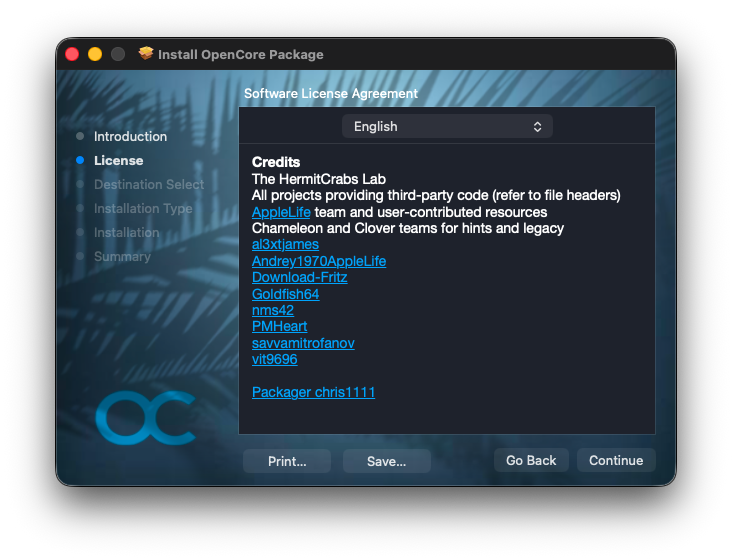 Install OpenCore Package
Software License Agreement
Introduction
License
Destination Select
Installation Type
Installation
Summary
English
Credits
The HermitCrabs Lab
All projects providing third-party code (refer to file headers)
AppleLife team and user-contributed resources
Chameleon and Clover teams for hints and legacy
al3xtjames
Andrey1970AppleLife
Download-Fritz
Goldfish64
nms42
PMHeart
savvamitrofanov
vit9696
Packager chris1111
OC
Print...
Save...
Go Back
Continue